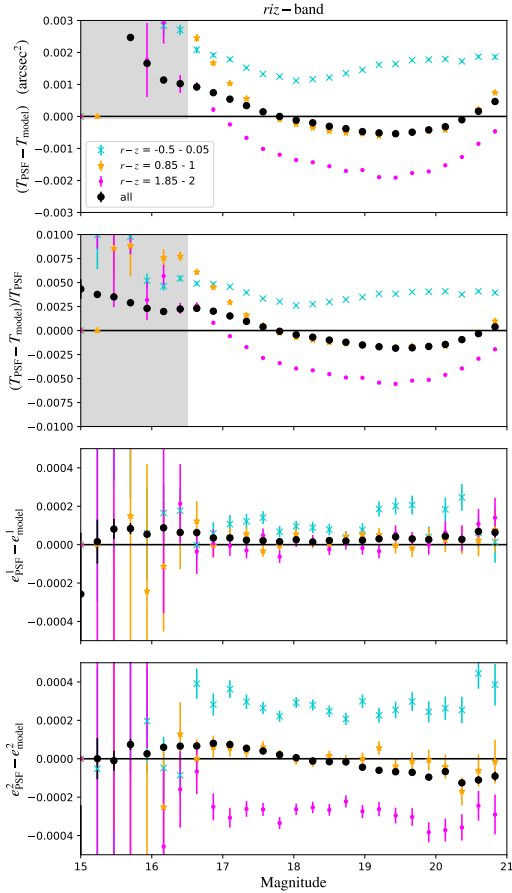 riz−band
0.003
0.002
0.001
0.000
−0.001
−0.002
−0.003
(T_PSF − T_model) (arcsec²)
r−z = -0.5 - 0.05
r−z = 0.85 - 1
r−z = 1.85 - 2
all
0.0100
0.0075
0.0050
0.0025
0.0000
−0.0025
−0.0050
−0.0075
−0.0100
(T_PSF − T_model)/T_PSF
0.0004
0.0002
0.0000
−0.0002
−0.0004
e¹_PSF − e¹_model
0.0004
0.0002
0.0000
−0.0002
−0.0004
e²_PSF − e²_model
15 16 17 18 19 20 21
Magnitude